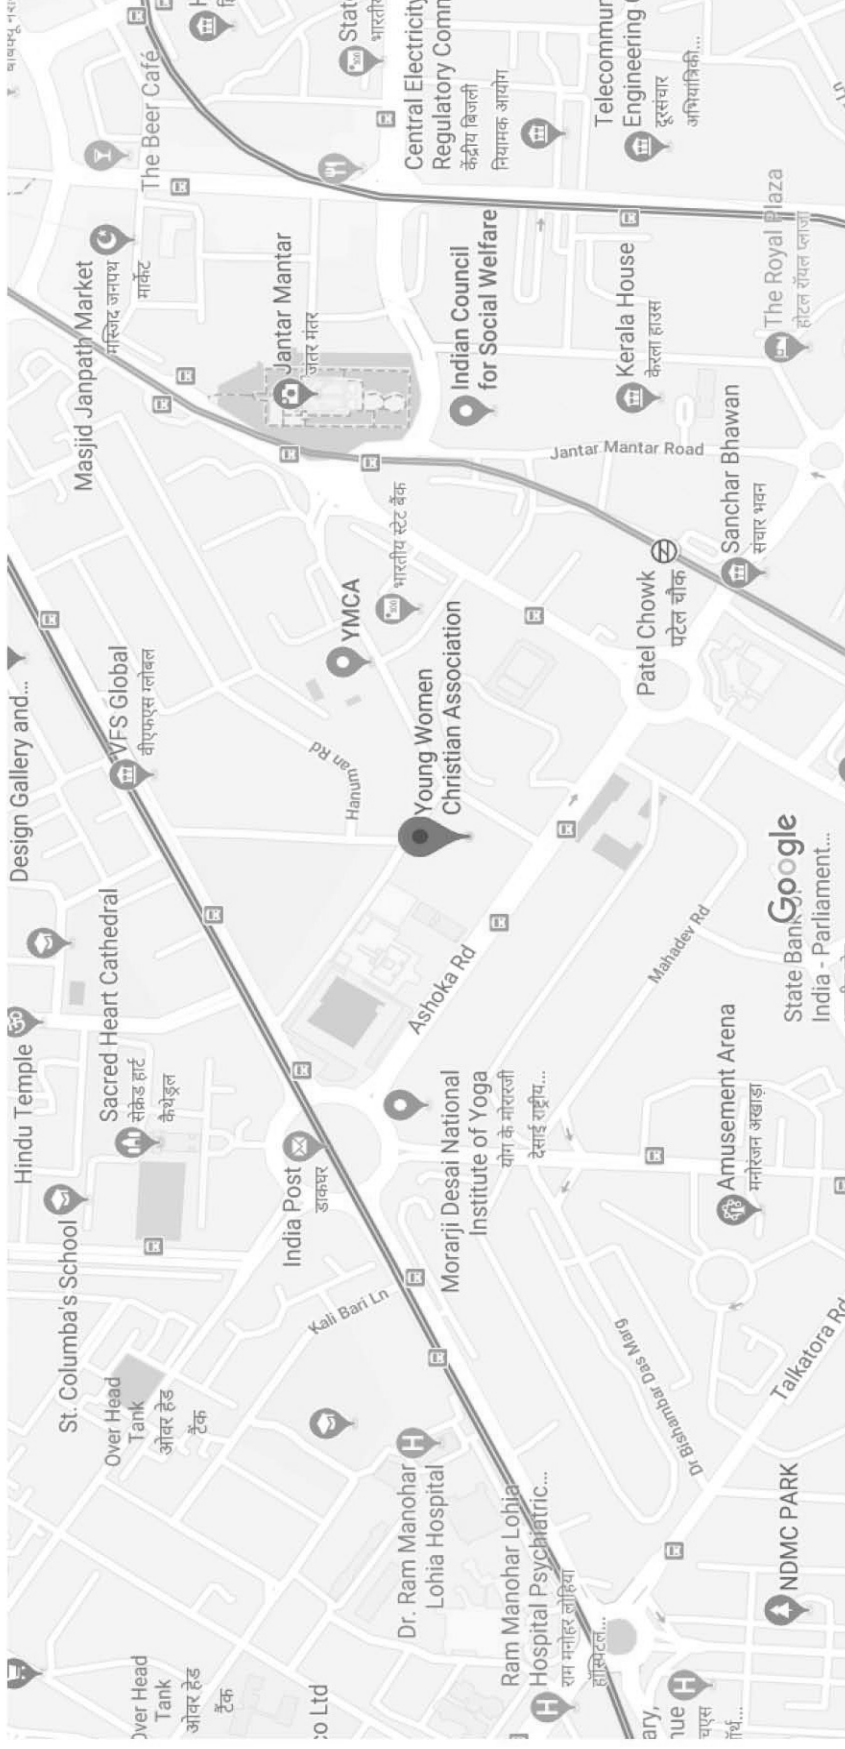 Over Head
Tank
ओवर हेड
टैंक
St. Columba's School
Hindu Temple
Design Gallery and...
Over Head
Tank
ओवर हेड
टैंक
Sacred Heart Cathedral
सेक्रेड हार्ट
कैथेड्रल
VFS Global
वीएफएस ग्लोबल
Masjid Janpath Market
मस्जिद जनपथ
मार्केट
The Beer Café
co Ltd
India Post
डाकघर
Kali Bari Ln
Hanuman Rd
YMCA
Jantar Mantar
जंतर मंतर
Dr. Ram Manohar
Lohia Hospital
Morarji Desai National
Institute of Yoga
योग के मोरारजी
देसाई राष्ट्रीय...
Ashoka Rd
Young Women
Christian Association
भारतीय स्टेट बैंक
Indian Council
for Social Welfare
Central Electricity
केंद्रीय बिजली
नियामक आयोग
Ram Manohar Lohia
Hospital Psychiatric...
राम मनोहर लोहिया
हॉस्पिटल...
Dr Bishambar Das Marg
Mahadev Rd
Patel Chowk
पटेल चौक
Jantar Mantar Road
Kerala House
केरला हाउस
Engineering
दूरसंचार
अभियांत्रिकी...
NDMC PARK
Talkatora Rd
Amusement Arena
मनोरंजन अखाड़ा
State Bank
India - Parliament...
Google
Sanchar Bhawan
संचार भवन
The Royal Plaza
होटल रॉयल प्लाजा